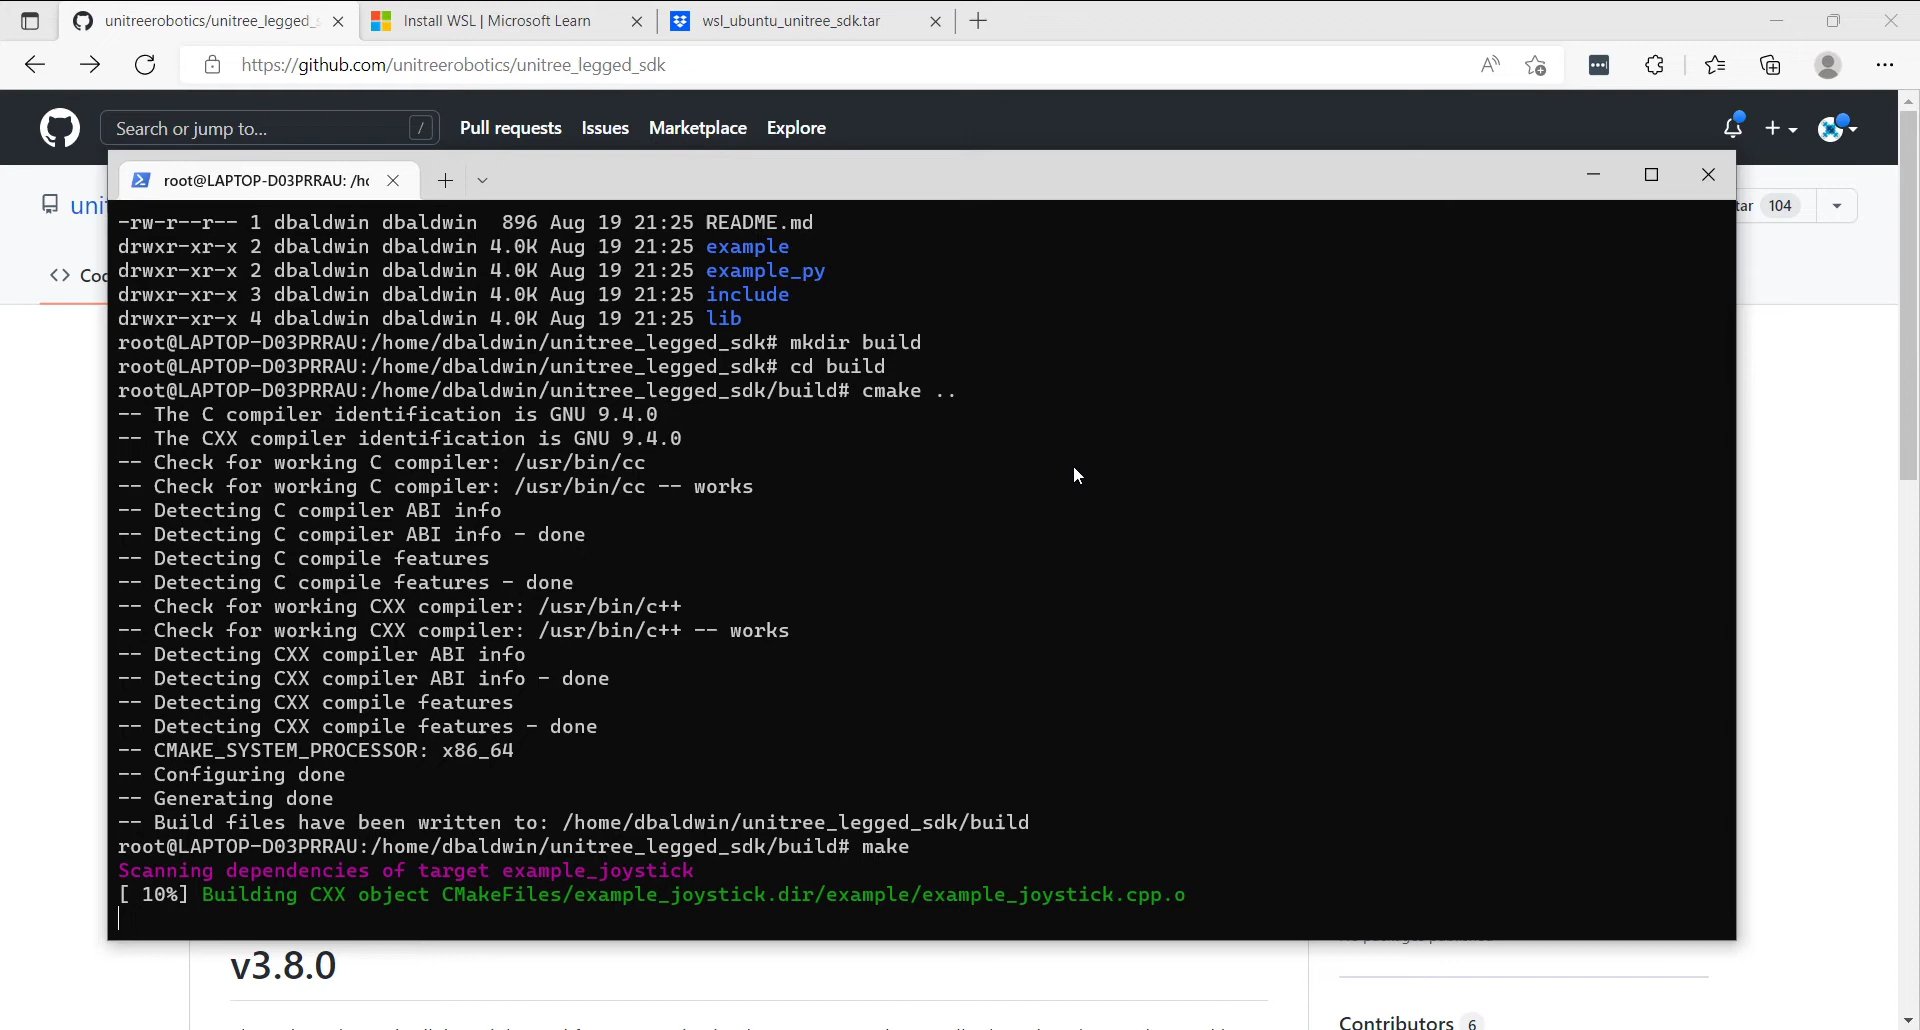 unitreerobotics/unitree_legged_s
Install WSL | Microsoft Learn
wsl_ubuntu_unitree_sdk.tar
https://github.com/unitreerobotics/unitree_legged_sdk
Search or jump to...
/
Pull requests
Issues
Marketplace
Explore
root@LAPTOP-D03PRRAU: /ho
unit
tar 104
<> Coc
-rw-r--r-- 1 dbaldwin dbaldwin  896 Aug 19 21:25 README.md
drwxr-xr-x 2 dbaldwin dbaldwin 4.0K Aug 19 21:25 example
drwxr-xr-x 2 dbaldwin dbaldwin 4.0K Aug 19 21:25 example_py
drwxr-xr-x 3 dbaldwin dbaldwin 4.0K Aug 19 21:25 include
drwxr-xr-x 4 dbaldwin dbaldwin 4.0K Aug 19 21:25 lib
root@LAPTOP-D03PRRAU:/home/dbaldwin/unitree_legged_sdk# mkdir build
root@LAPTOP-D03PRRAU:/home/dbaldwin/unitree_legged_sdk# cd build
root@LAPTOP-D03PRRAU:/home/dbaldwin/unitree_legged_sdk/build# cmake ..
-- The C compiler identification is GNU 9.4.0
-- The CXX compiler identification is GNU 9.4.0
-- Check for working C compiler: /usr/bin/cc
-- Check for working C compiler: /usr/bin/cc -- works
-- Detecting C compiler ABI info
-- Detecting C compiler ABI info - done
-- Detecting C compile features
-- Detecting C compile features - done
-- Check for working CXX compiler: /usr/bin/c++
-- Check for working CXX compiler: /usr/bin/c++ -- works
-- Detecting CXX compiler ABI info
-- Detecting CXX compiler ABI info - done
-- Detecting CXX compile features
-- Detecting CXX compile features - done
-- CMAKE_SYSTEM_PROCESSOR: x86_64
-- Configuring done
-- Generating done
-- Build files have been written to: /home/dbaldwin/unitree_legged_sdk/build
root@LAPTOP-D03PRRAU:/home/dbaldwin/unitree_legged_sdk/build# make
Scanning dependencies of target example_joystick
[ 10%] Building CXX object CMakeFiles/example_joystick.dir/example/example_joystick.cpp.o
v3.8.0
Contributors 6